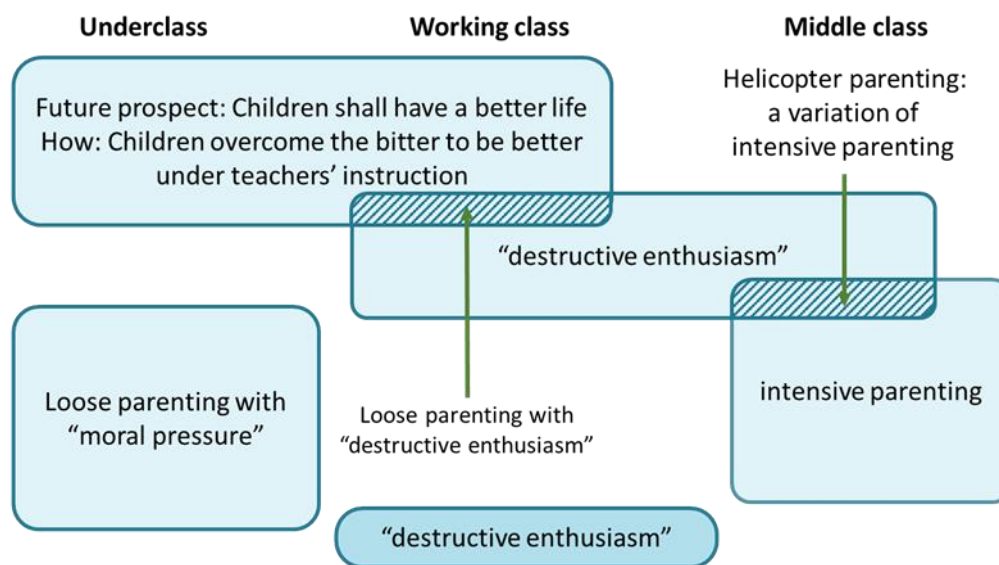 Underclass
Working class
Middle class
Future prospect: Children shall have a better life
How: Children overcome the bitter to be better
under teachers’ instruction
Helicopter parenting:
a variation of
intensive parenting
“destructive enthusiasm”
Loose parenting with
“moral pressure”
Loose parenting with
“destructive enthusiasm”
intensive parenting
“destructive enthusiasm”